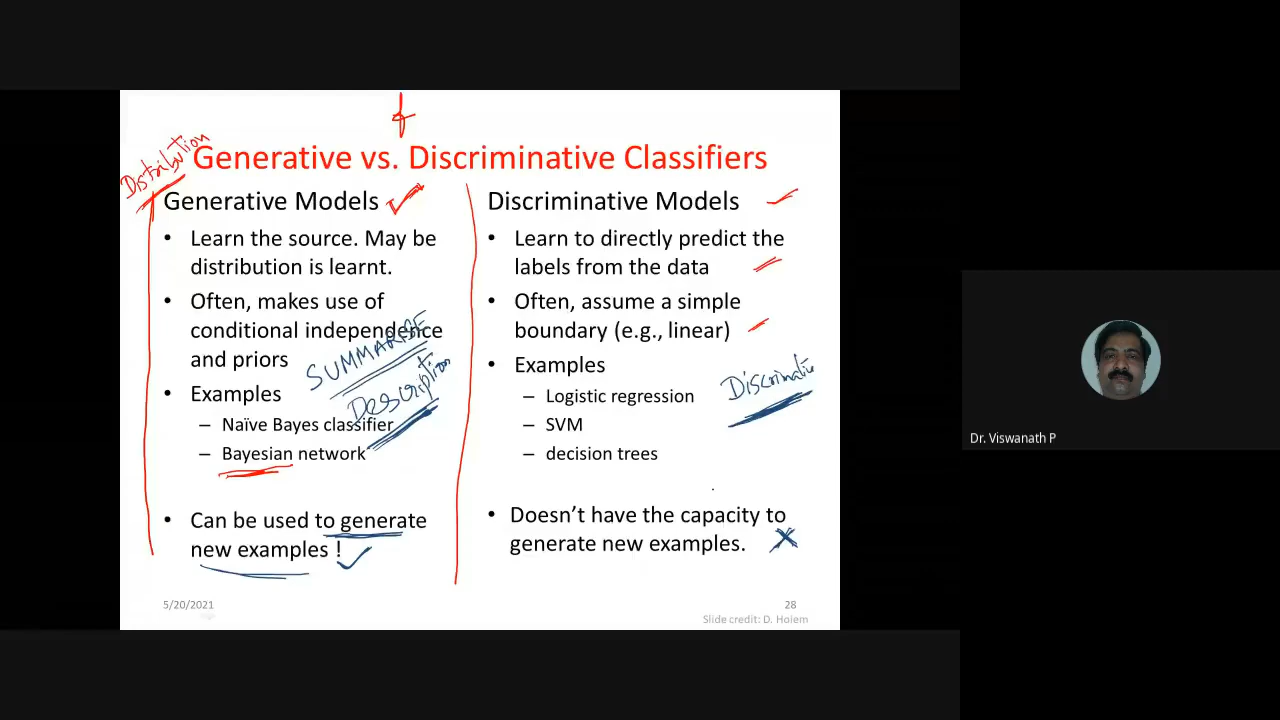 Distribution
Generative vs. Discriminative Classifiers
Generative Models
• Learn the source. May be
distribution is learnt.
• Often, makes use of
conditional independence
and priors
SUMMARISE
Description
• Examples
– Naïve Bayes classifier
– Bayesian network
• Can be used to generate
new examples !
Discriminative Models
• Learn to directly predict the
labels from the data
• Often, assume a simple
boundary (e.g., linear)
• Examples
– Logistic regression
– SVM
– decision trees
• Doesn’t have the capacity to
generate new examples.
5/20/2021
28
Slide credit: D. Hoiem
Dr. Viswanath P